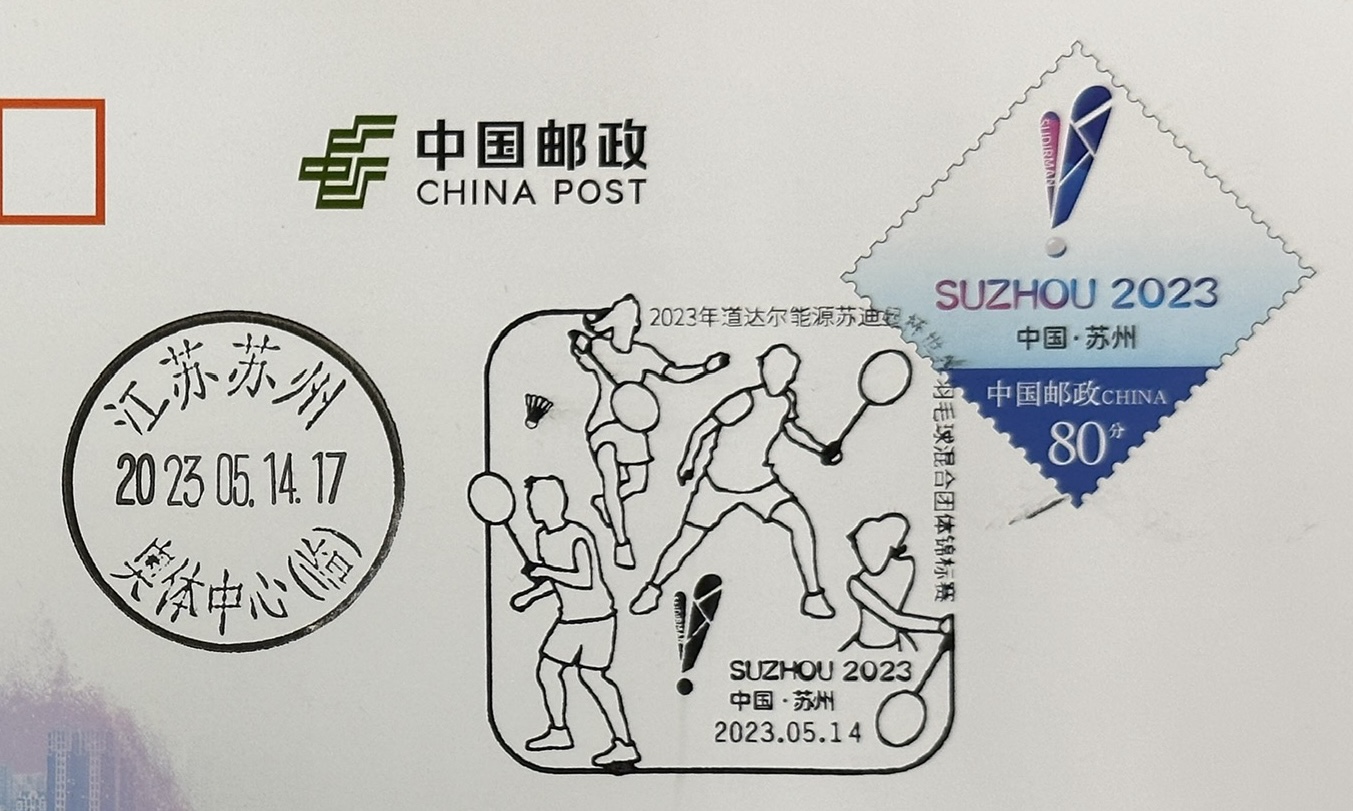 中国邮政
CHINA POST
SUDIRMAN
SUZHOU 2023
中国·苏州
中国邮政CHINA
80分
江苏苏州
2023.05.14.17
奥体中心(临)
2023年道达尔能源苏迪曼杯世界羽毛球混合团体锦标赛
SUDIRMAN
SUZHOU 2023
中国·苏州
2023.05.14